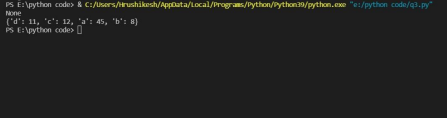 PS E:\python code> & C:/Users/Hrushikesh/AppData/Local/Programs/Python/Python39/python.exe "e:/python code/q3.py"
None
{'d': 11, 'c': 12, 'a': 45, 'b': 8}
PS E:\python code>